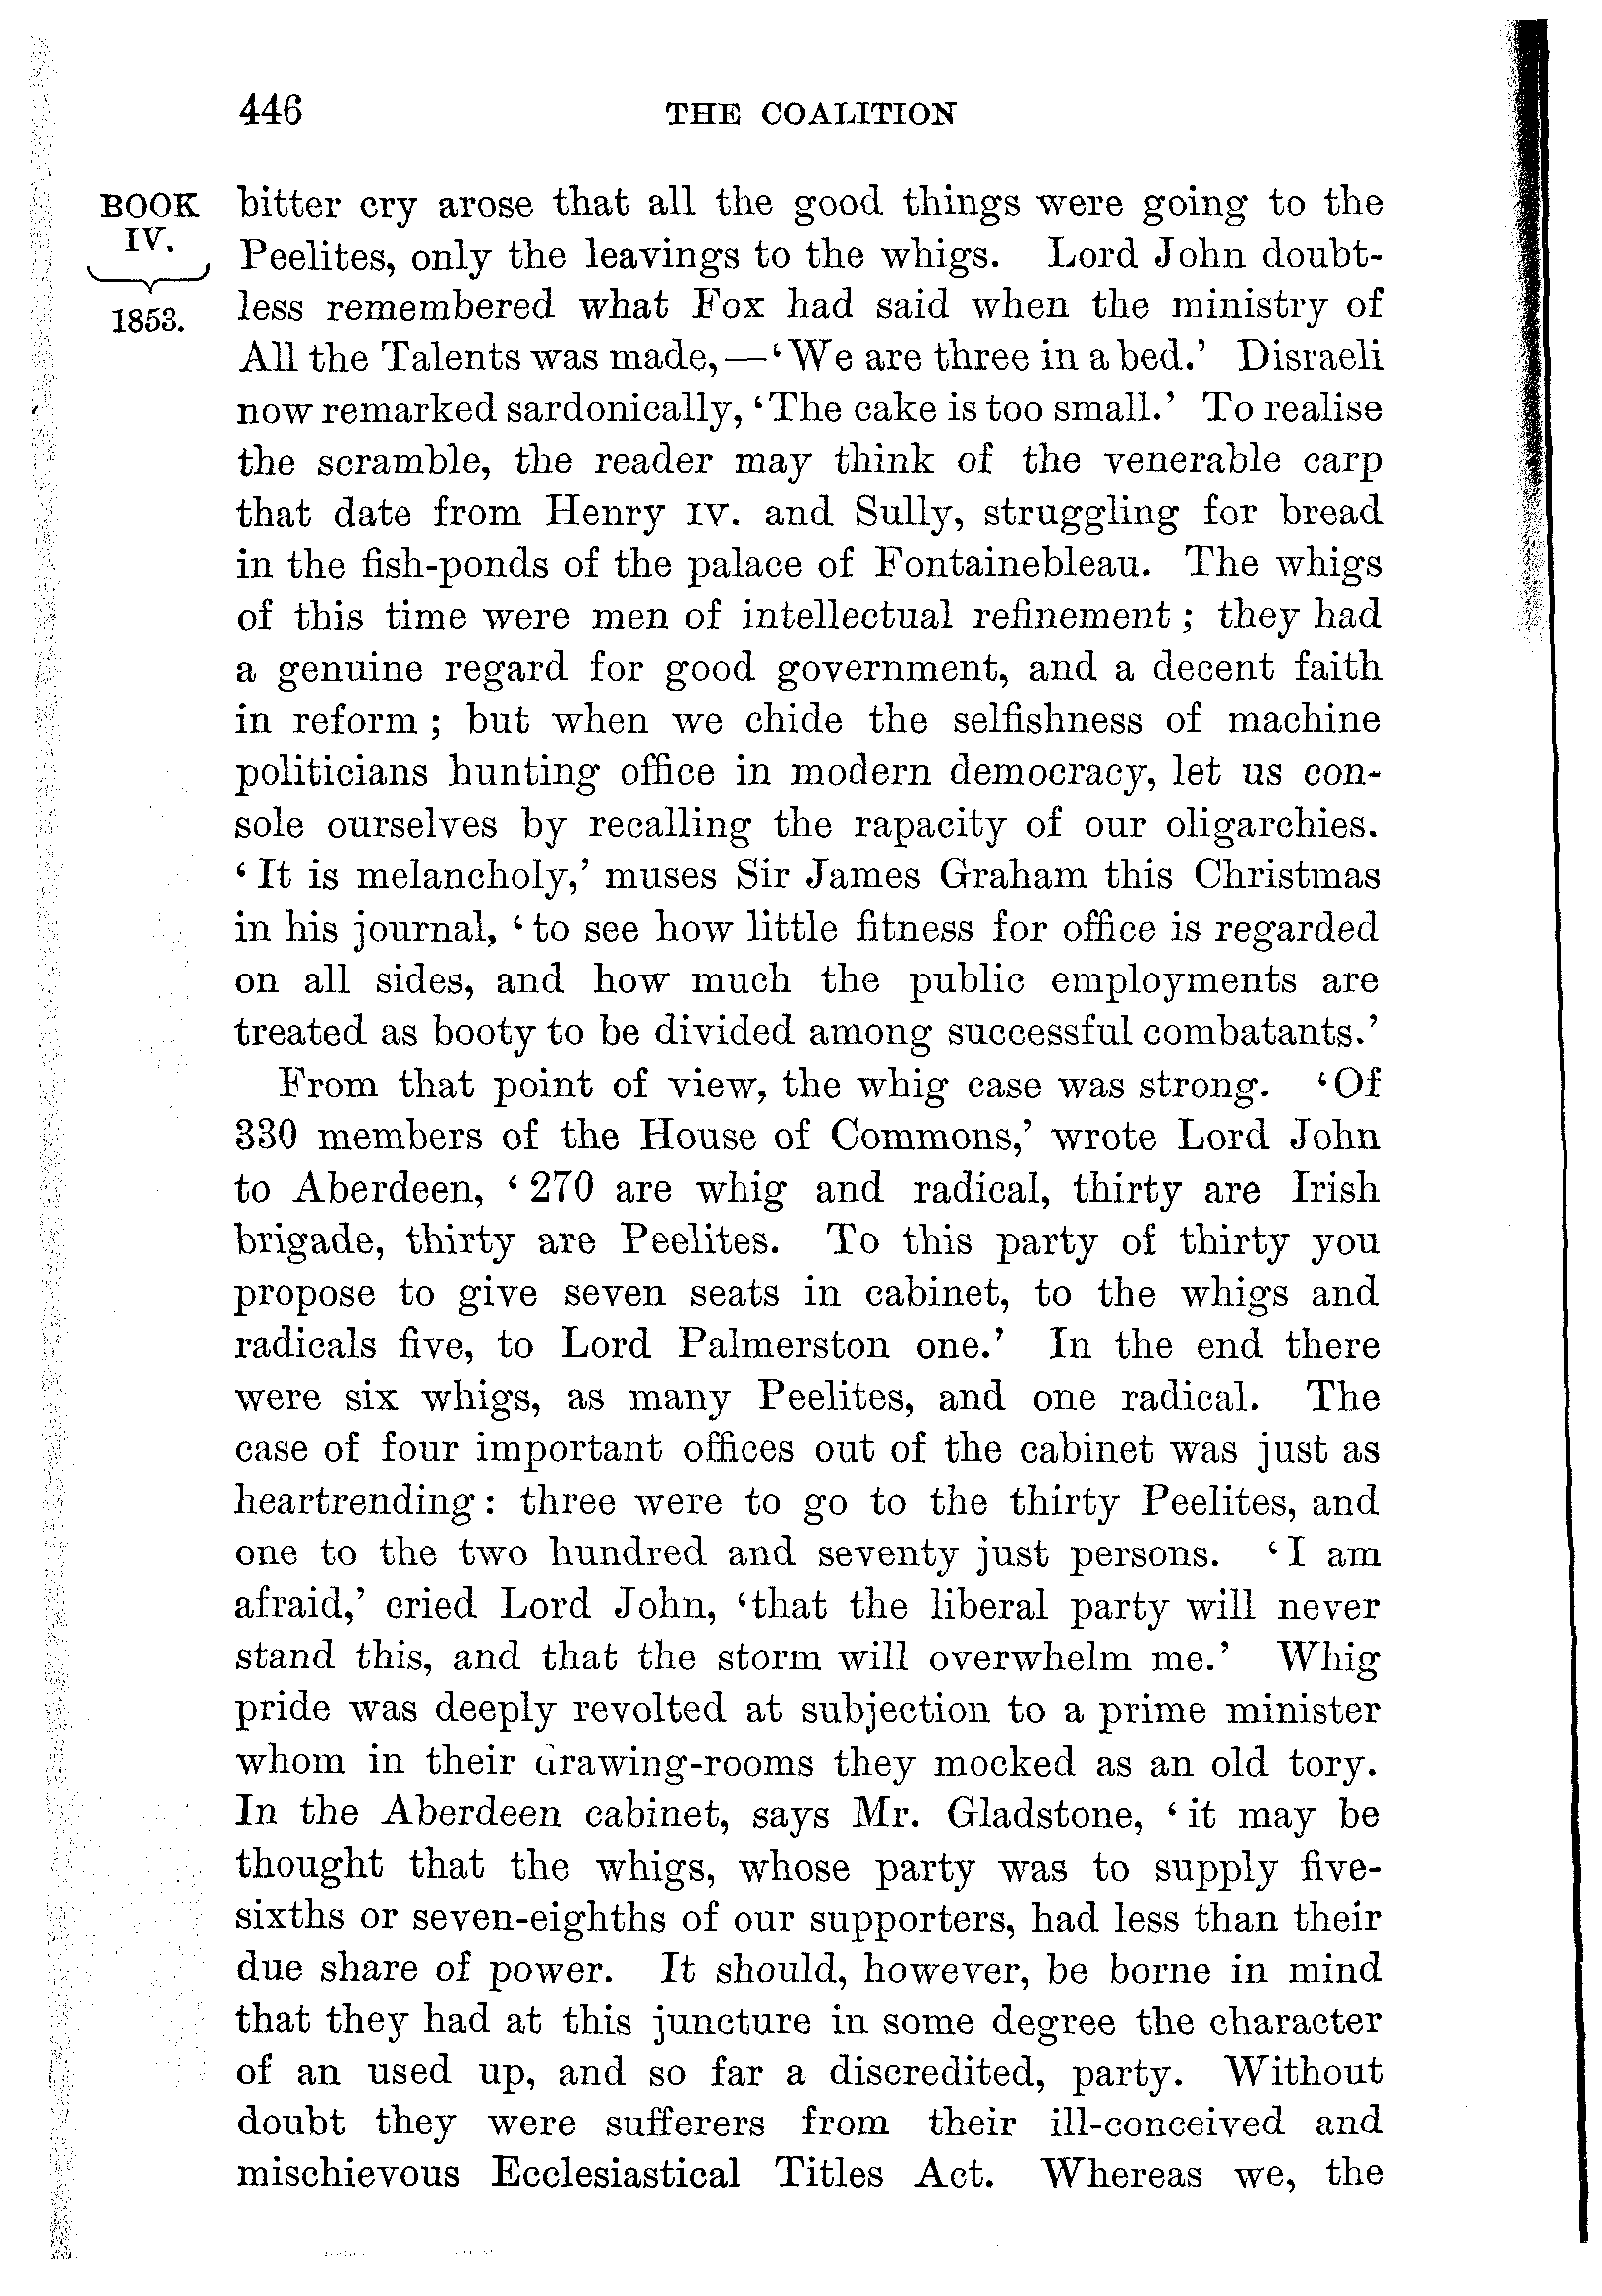 446 THE COALITION
BOOK
IV.
1853.
bitter cry arose that all the good things were going to the
Peelites, only the leavings to the whigs. Lord John doubt-
less remembered what Fox had said when the ministry of
All the Talents was made,—‘We are three in a bed.’ Disraeli
now remarked sardonically, ‘The cake is too small.’ To realise
the scramble, the reader may think of the venerable carp
that date from Henry IV. and Sully, struggling for bread
in the fish-ponds of the palace of Fontainebleau. The whigs
of this time were men of intellectual refinement; they had
a genuine regard for good government, and a decent faith
in reform; but when we chide the selfishness of machine
politicians hunting office in modern democracy, let us con-
sole ourselves by recalling the rapacity of our oligarchies.
‘It is melancholy,’ muses Sir James Graham this Christmas
in his journal, ‘to see how little fitness for office is regarded
on all sides, and how much the public employments are
treated as booty to be divided among successful combatants.’
From that point of view, the whig case was strong. ‘Of
330 members of the House of Commons,’ wrote Lord John
to Aberdeen, ‘270 are whig and radical, thirty are Irish
brigade, thirty are Peelites. To this party of thirty you
propose to give seven seats in cabinet, to the whigs and
radicals five, to Lord Palmerston one.’ In the end there
were six whigs, as many Peelites, and one radical. The
case of four important offices out of the cabinet was just as
heartrending: three were to go to the thirty Peelites, and
one to the two hundred and seventy just persons. ‘I am
afraid,’ cried Lord John, ‘that the liberal party will never
stand this, and that the storm will overwhelm me.’ Whig
pride was deeply revolted at subjection to a prime minister
whom in their drawing-rooms they mocked as an old tory.
In the Aberdeen cabinet, says Mr. Gladstone, ‘it may be
thought that the whigs, whose party was to supply five-
sixths or seven-eighths of our supporters, had less than their
due share of power. It should, however, be borne in mind
that they had at this juncture in some degree the character
of an used up, and so far a discredited, party. Without
doubt they were sufferers from their ill-conceived and
mischievous Ecclesiastical Titles Act. Whereas we, the